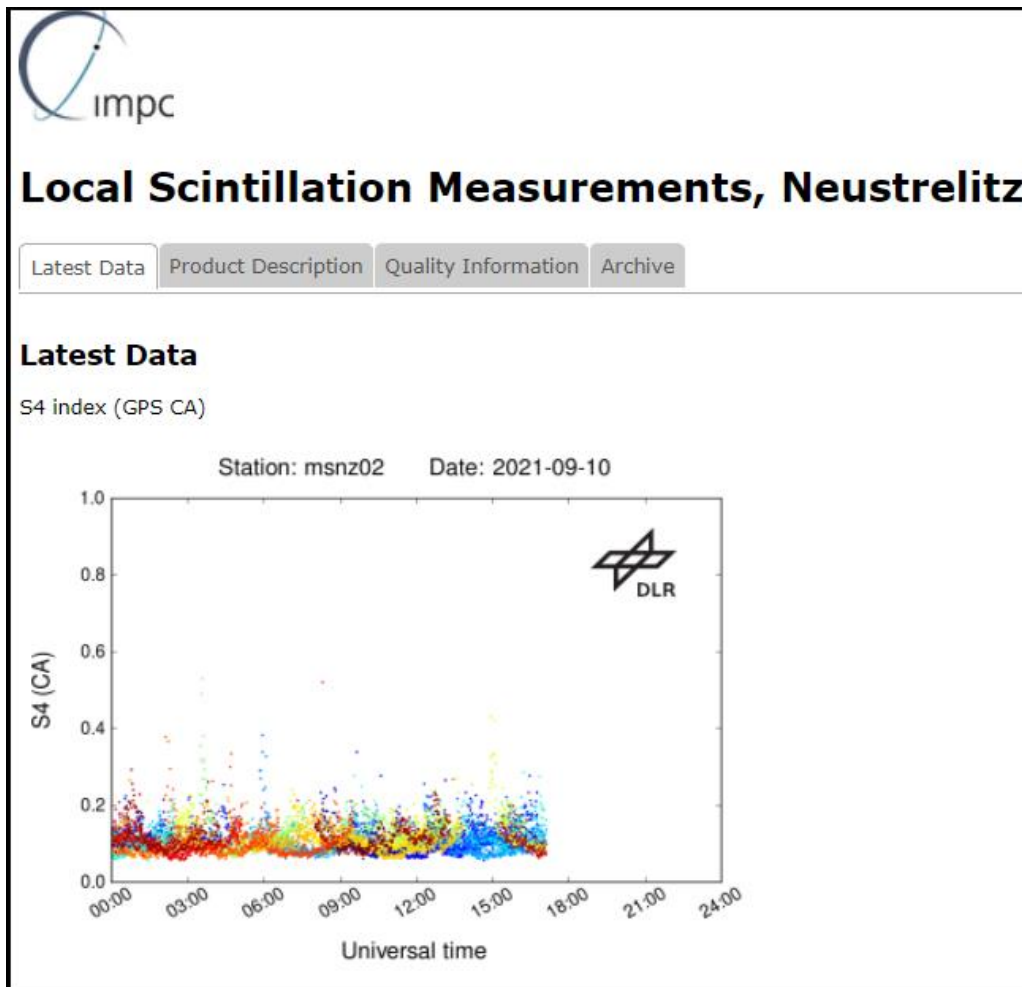 impc
Local Scintillation Measurements, Neustrelitz
Latest Data Product Description Quality Information Archive
Latest Data
S4 index (GPS CA)
Station: msnz02 Date: 2021-09-10
1.0
DLR
0.8
0.6
0.4
0.2
0.0
S4 (CA)
00:00 03:00 06:00 09:00 12:00 15:00 18:00 21:00 24:00
Universal time